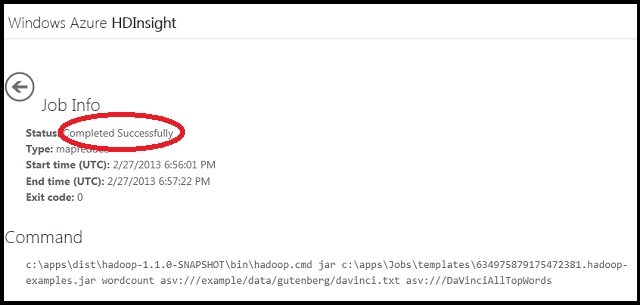 Windows Azure HDInsight
Job Info
Status: Completed Successfully
Type: mapreduce
Start time (UTC): 2/27/2013 6:56:01 PM
End time (UTC): 2/27/2013 6:57:22 PM
Exit code: 0
Command
c:\apps\dist\hadoop-1.1.0-SNAPSHOT\bin\hadoop.cmd jar c:\apps\Jobs\templates\634975879175472381.hadoop-
examples.jar wordcount asv:///example/data/gutenberg/davinci.txt asv:///DaVinciAllTopWords